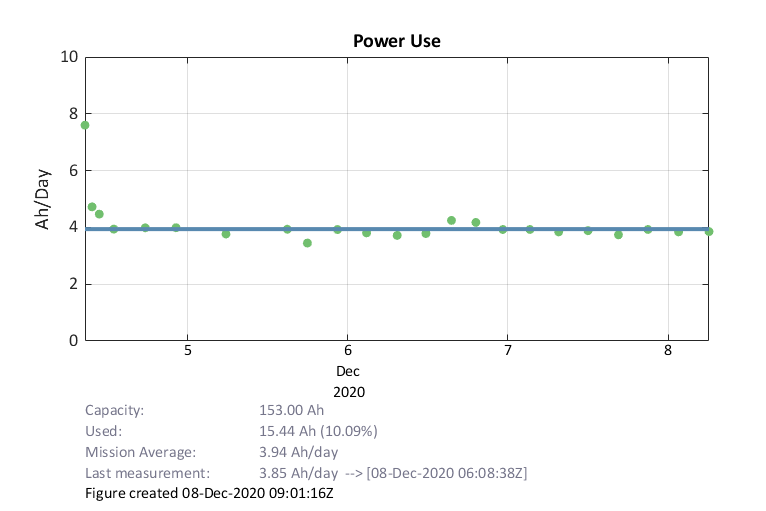 Power Use
10
8
6
4
2
0
Ah/Day
5 6 7 8
Dec
2020
Capacity: 153.00 Ah
Used: 15.44 Ah (10.09%)
Mission Average: 3.94 Ah/day
Last measurement: 3.85 Ah/day --> [08-Dec-2020 06:08:38Z]
Figure created 08-Dec-2020 09:01:16Z